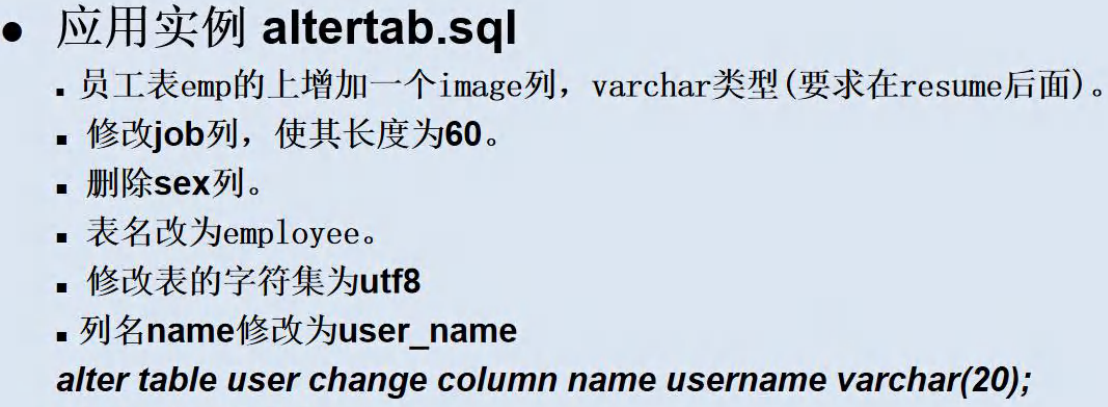 ● 应用实例 altertab.sql
▪ 员工表emp的上增加一个image列，varchar类型(要求在resume后面)。
▪ 修改job列，使其长度为60。
▪ 删除sex列。
▪ 表名改为employee。
▪ 修改表的字符集为utf8
▪ 列名name修改为user_name
alter table user change column name username varchar(20);